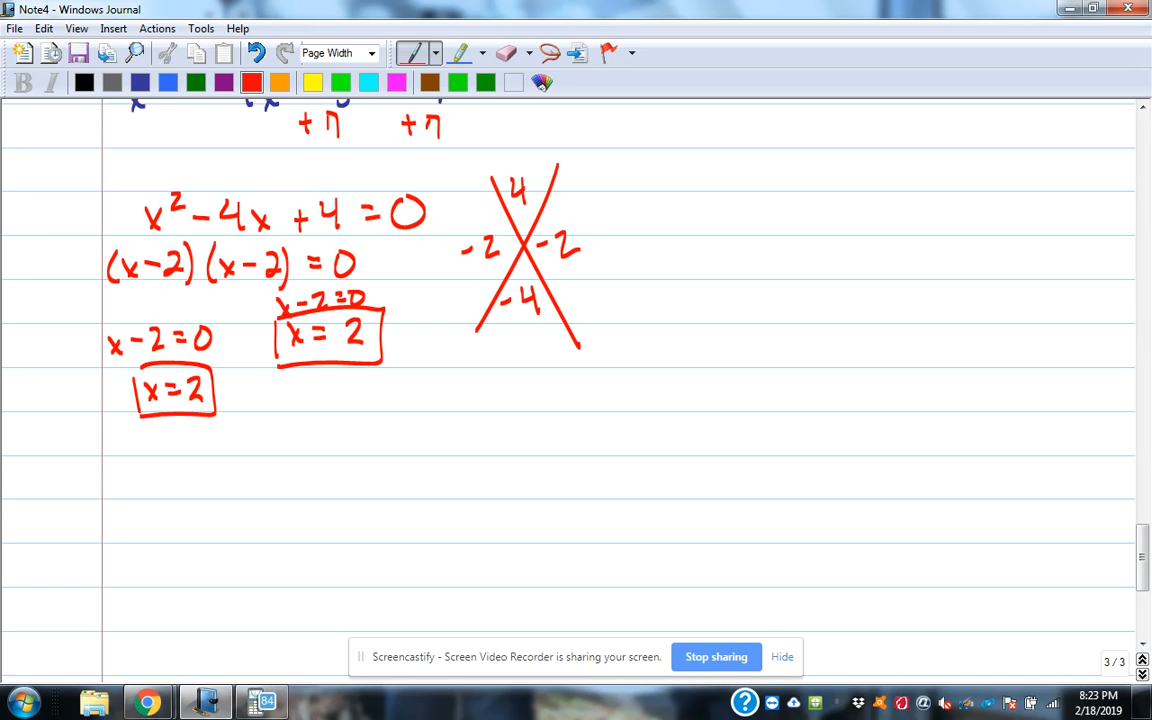 Note4 - Windows Journal
File Edit View Insert Actions Tools Help
Page Width
B I
+ 7 + 7
x² - 4x + 4 = 0
(x-2)(x-2) = 0
x-2=0
x = 2
x-2=0
x=2
4
-2 -2
-4
Screencastify - Screen Video Recorder is sharing your screen. Stop sharing Hide
3 / 3
84
8:23 PM
2/18/2019